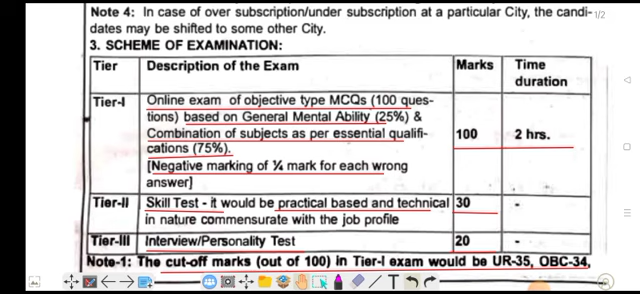 Note 4: In case of over subscription/under subscription at a particular City, the candi-
1/2
dates may be shifted to some other City.
3. SCHEME OF EXAMINATION:
Tier Description of the Exam Marks Time
duration
Tier-I Online exam of objective type MCQs (100 ques-
tions) based on General Mental Ability (25%) &
Combination of subjects as per essential qualifi-
cations (75%).
100 2 hrs.
[Negative marking of ¼ mark for each wrong
answer]
Tier-II Skill Test - it would be practical based and technical 30 -
in nature commensurate with the job profile
Tier-III Interview/Personality Test 20 -
Note-1: The cut-off marks (out of 100) in Tier-I exam would be UR-35, OBC-34,